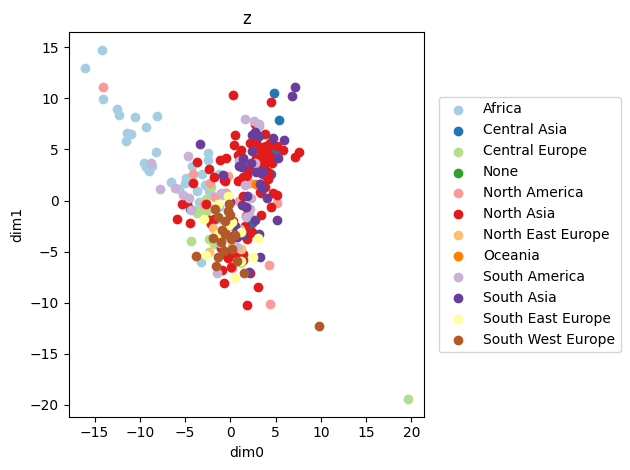 z
15
10
5
0
−5
−10
−15
−20
dim1
−15
−10
−5
0
5
10
15
20
dim0
Africa
Central Asia
Central Europe
None
North America
North Asia
North East Europe
Oceania
South America
South Asia
South East Europe
South West Europe